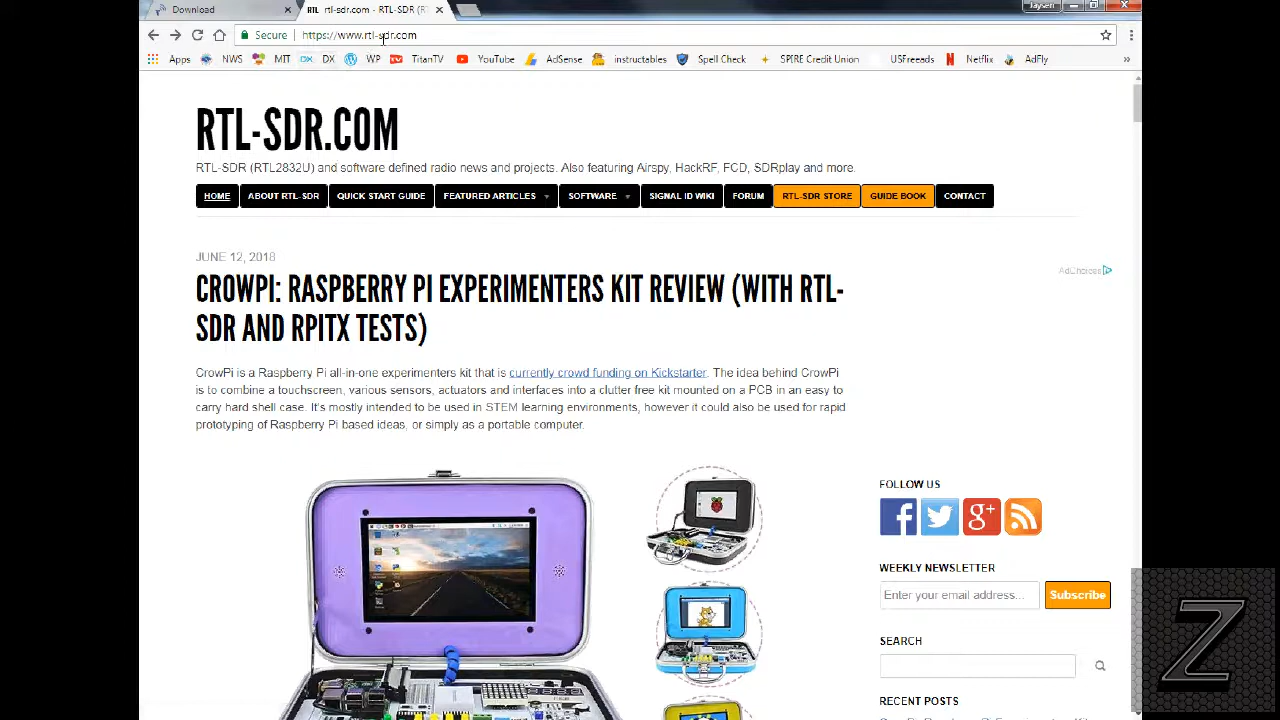 Download
RTL rtl-sdr.com - RTL-SDR (R
Jaysen
Secure https://www.rtl-sdr.com
Apps NWS MIT DX DX WP TitanTV YouTube AdSense instructables Spell Check SPIRE Credit Union USFreeads Netflix AdFly »
RTL-SDR.COM
RTL-SDR (RTL2832U) and software defined radio news and projects. Also featuring Airspy, HackRF, FCD, SDRplay and more.
HOME ABOUT RTL-SDR QUICK START GUIDE FEATURED ARTICLES SOFTWARE SIGNAL ID WIKI FORUM RTL-SDR STORE GUIDE BOOK CONTACT
JUNE 12, 2018
CROWPI: RASPBERRY PI EXPERIMENTERS KIT REVIEW (WITH RTL-
SDR AND RPITX TESTS)
AdChoices
CrowPi is a Raspberry Pi all-in-one experimenters kit that is currently crowd funding on Kickstarter. The idea behind CrowPi
is to combine a touchscreen, various sensors, actuators and interfaces into a clutter free kit mounted on a PCB in an easy to
carry hard shell case. It's mostly intended to be used in STEM learning environments, however it could also be used for rapid
prototyping of Raspberry Pi based ideas, or simply as a portable computer.
FOLLOW US
WEEKLY NEWSLETTER
Enter your email address... Subscribe
SEARCH
RECENT POSTS
Z